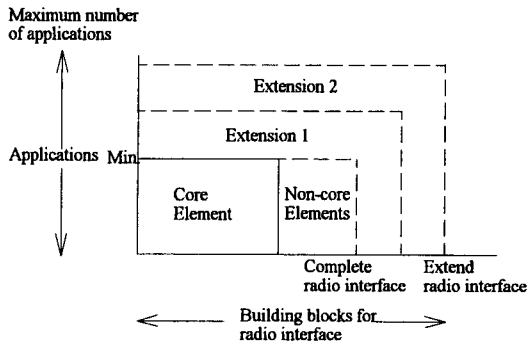 Maximum number
of applications
Extension 2
Extension 1
Applications
Min
Core
Element
Non-core
Elements
Complete
radio interface
Extend
radio interface
Building blocks for
radio interface